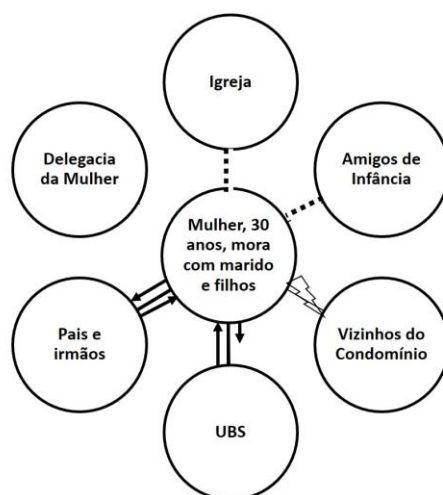 Igreja
Delegacia
da Mulher
Amigos de
Infância
Mulher, 30
anos, mora
com marido
e filhos
Pais e
irmãos
Vizinhos do
Condomínio
UBS